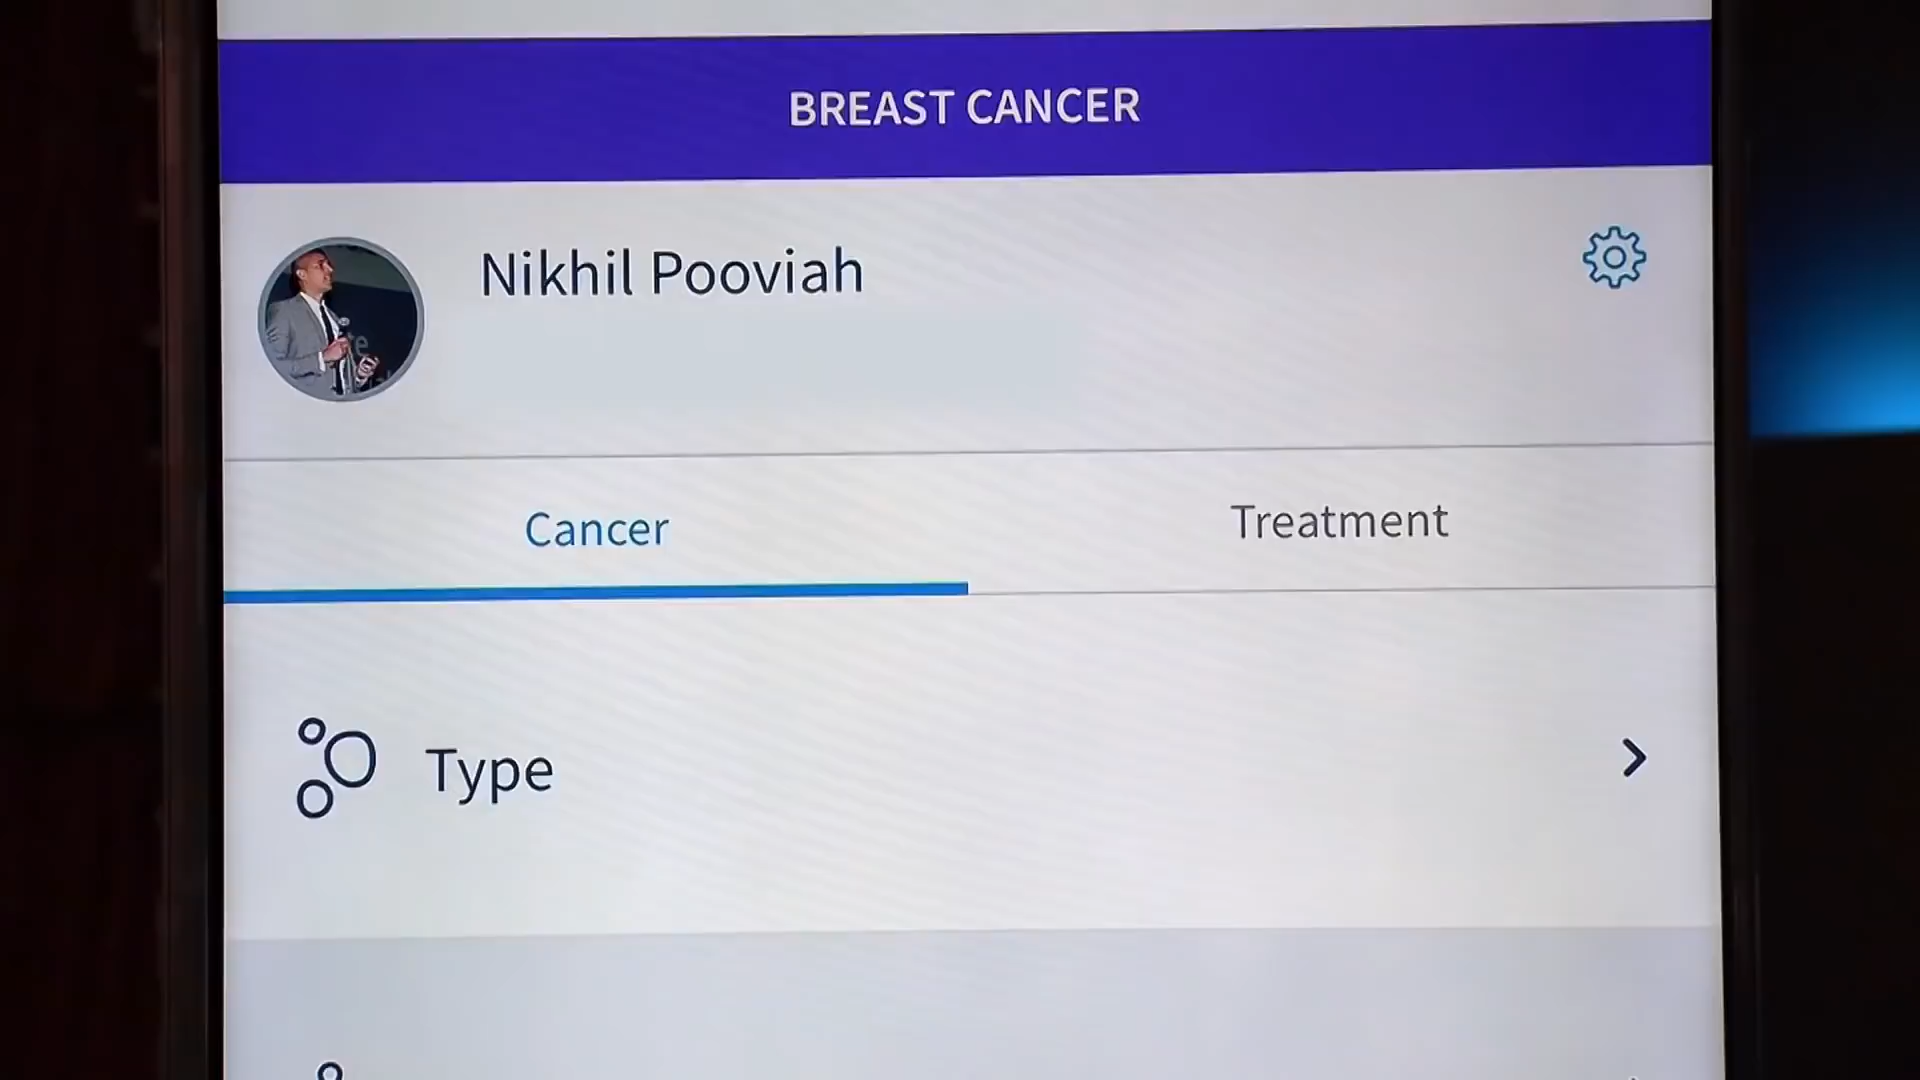 BREAST CANCER
Nikhil Pooviah
Cancer
Treatment
Type